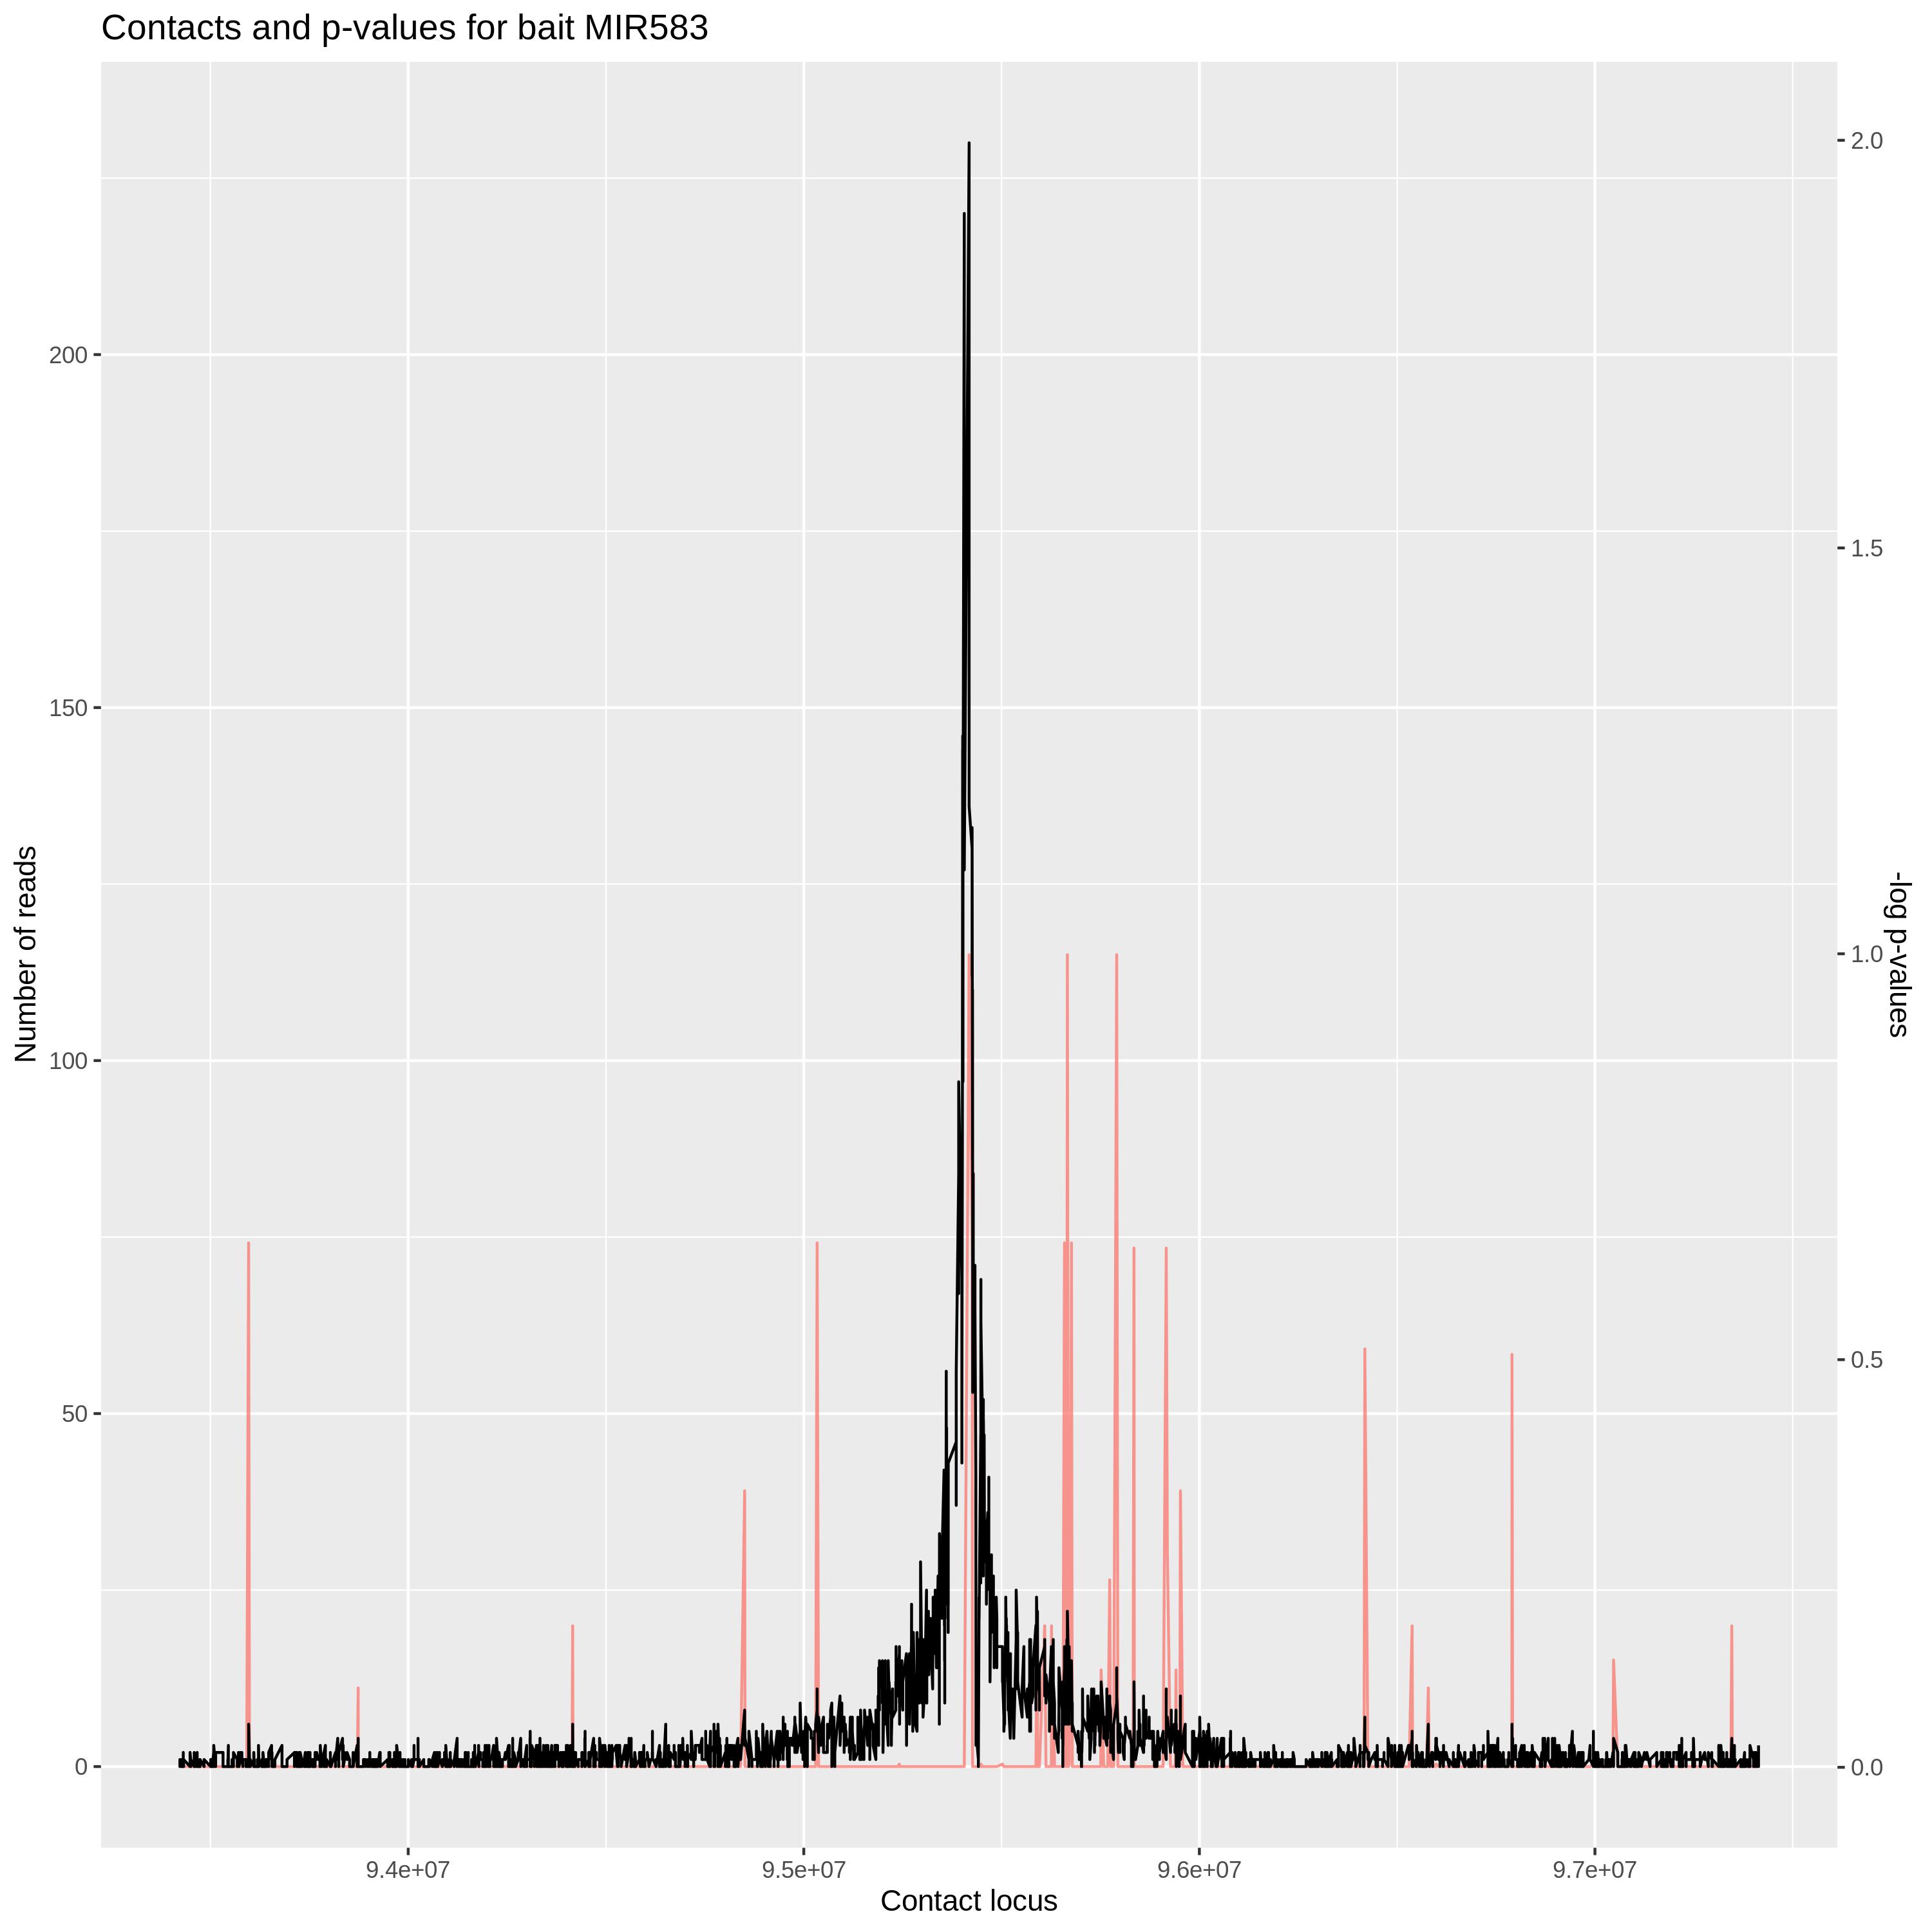 Contacts and p-values for bait MIR583
Number of reads
200
150
100
50
0
2.0
1.5
1.0
0.5
0.0
-log p-values
9.4e+07
9.5e+07
9.6e+07
9.7e+07
Contact locus